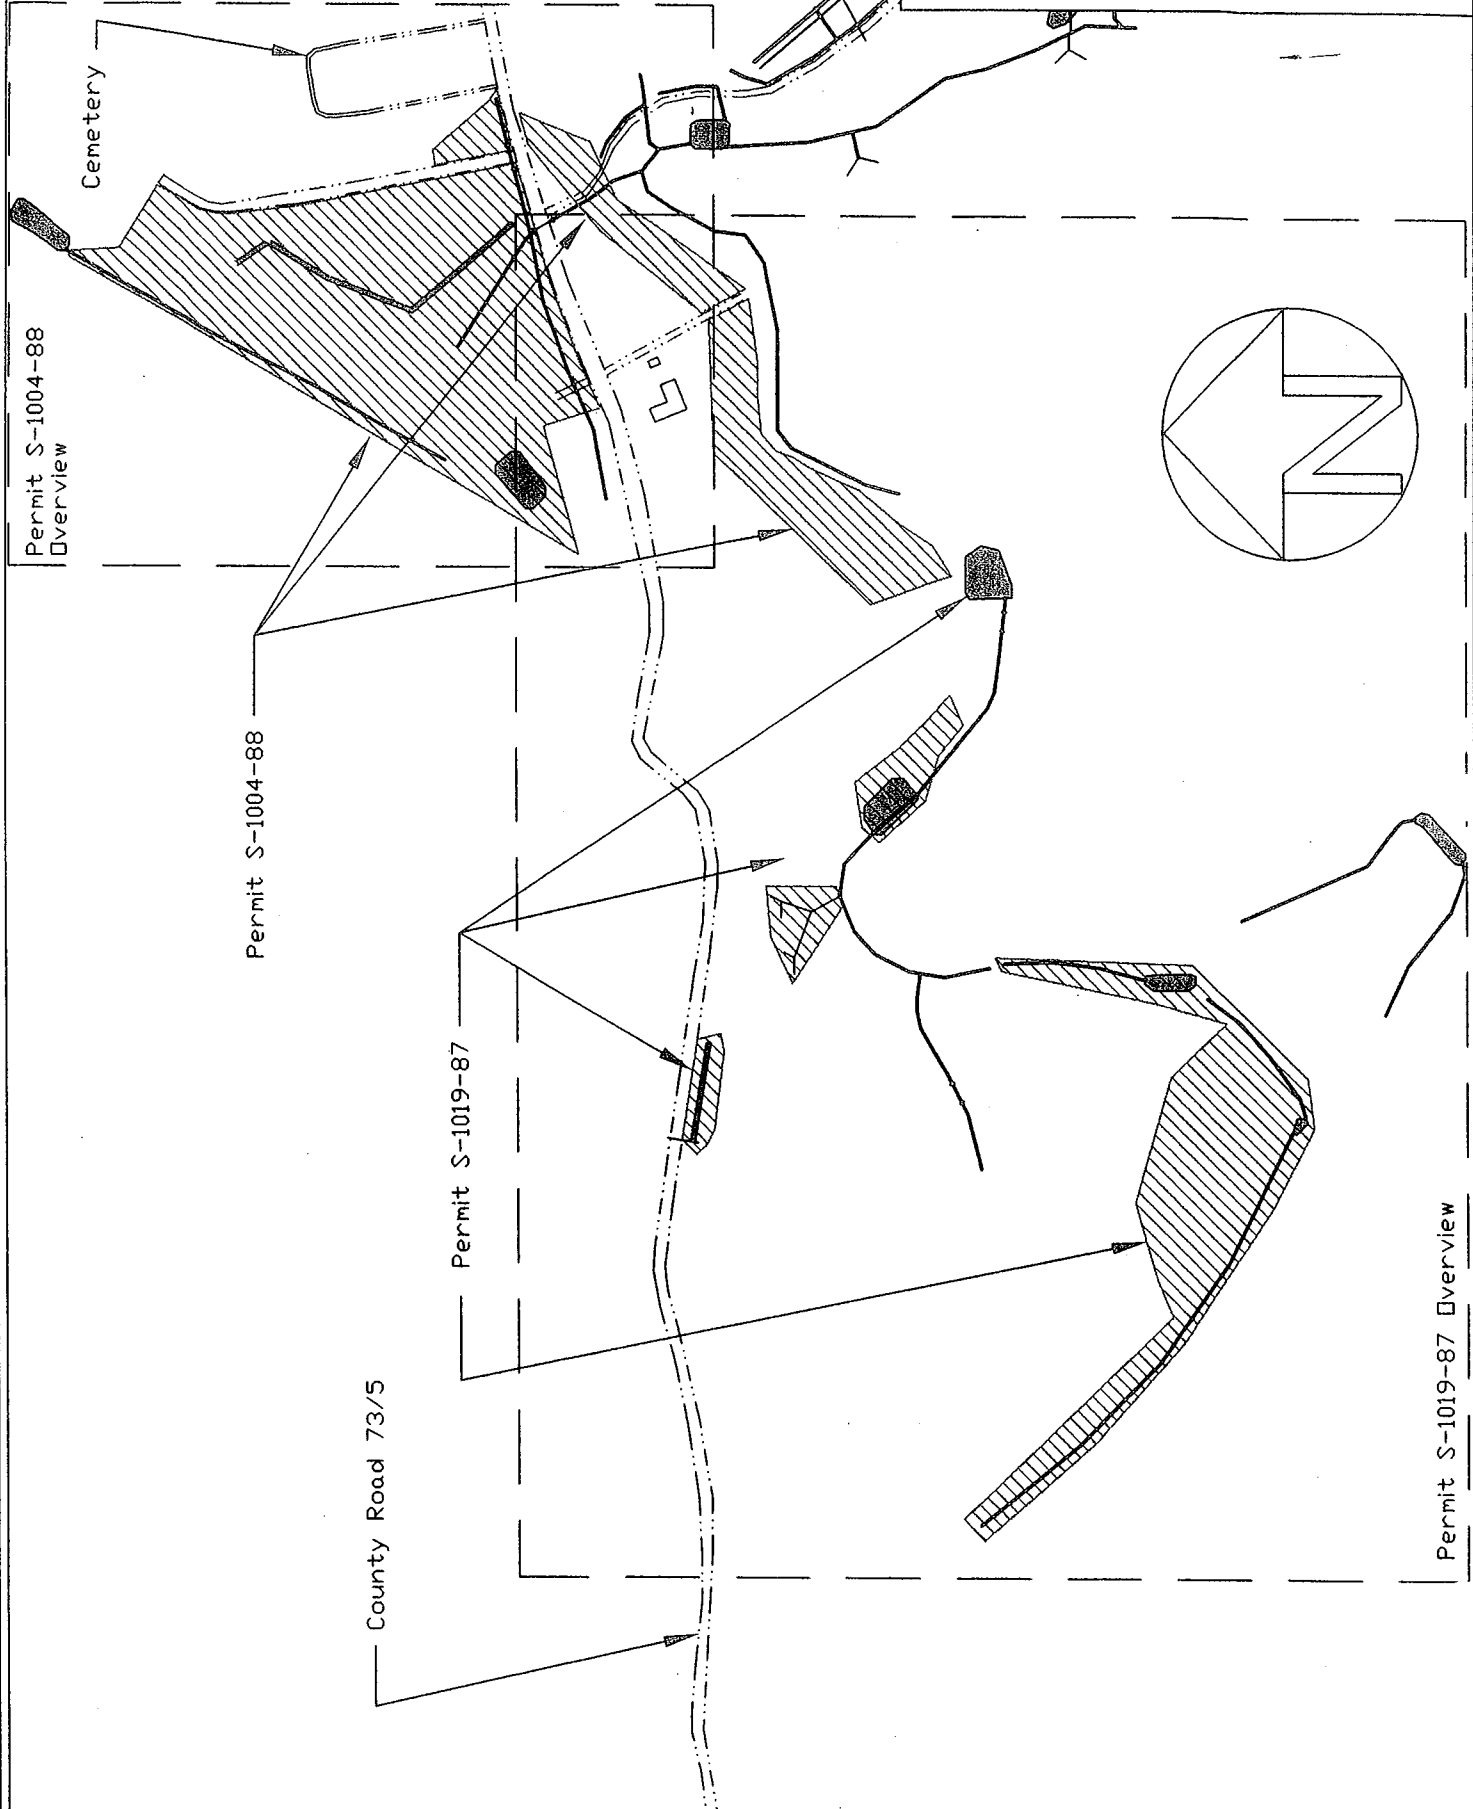 Cemetery
Permit S-1004-88
Overview
Permit S-1004-88
Permit S-1019-87
County Road 73/5
Permit S-1019-87 Overview
N